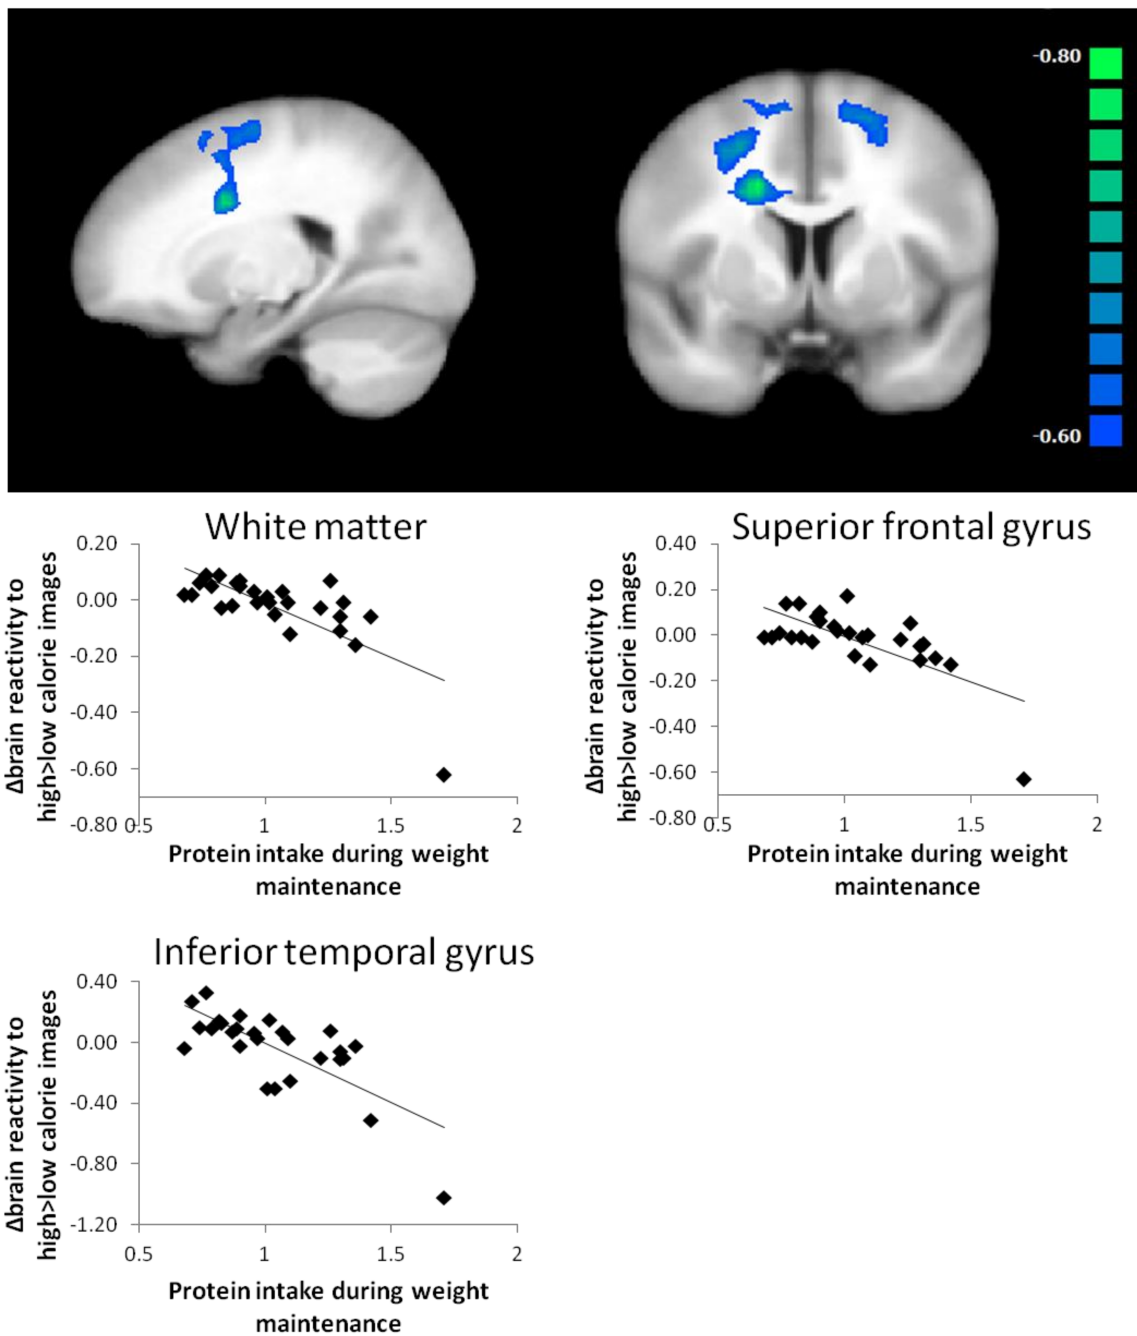 -0.80
-0.60
White matter
Δbrain reactivity to
high>low calorie images
0.20
0.00
-0.20
-0.40
-0.60
-0.80
0.5
1
1.5
2
Protein intake during weight
maintenance
Superior frontal gyrus
Δbrain reactivity to
high>low calorie images
0.40
0.20
0.00
-0.20
-0.40
-0.60
-0.80
0.5
1
1.5
2
Protein intake during weight
maintenance
Inferior temporal gyrus
Δbrain reactivity to
high>low calorie images
0.40
0.00
-0.40
-0.80
-1.20
0.5
1
1.5
2
Protein intake during weight
maintenance